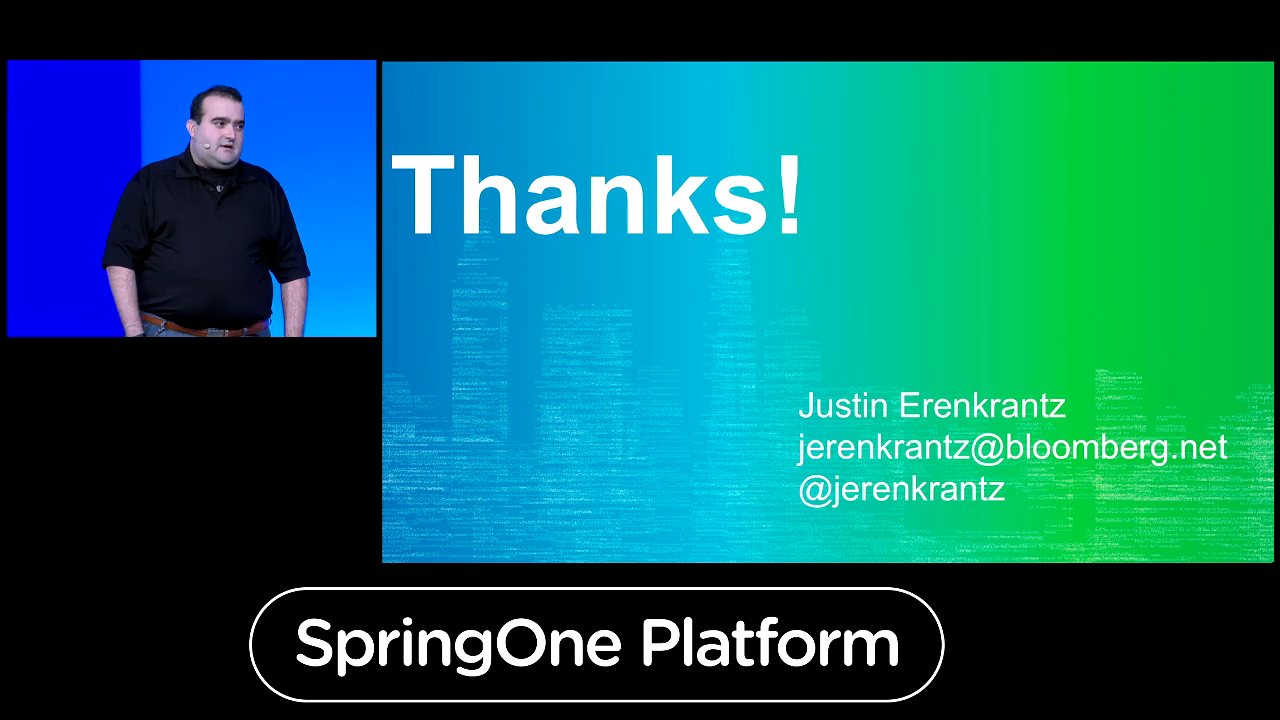 Thanks!
Justin Erenkrantz
jerenkrantz@bloomberg.net
@jerenkrantz
SpringOne Platform